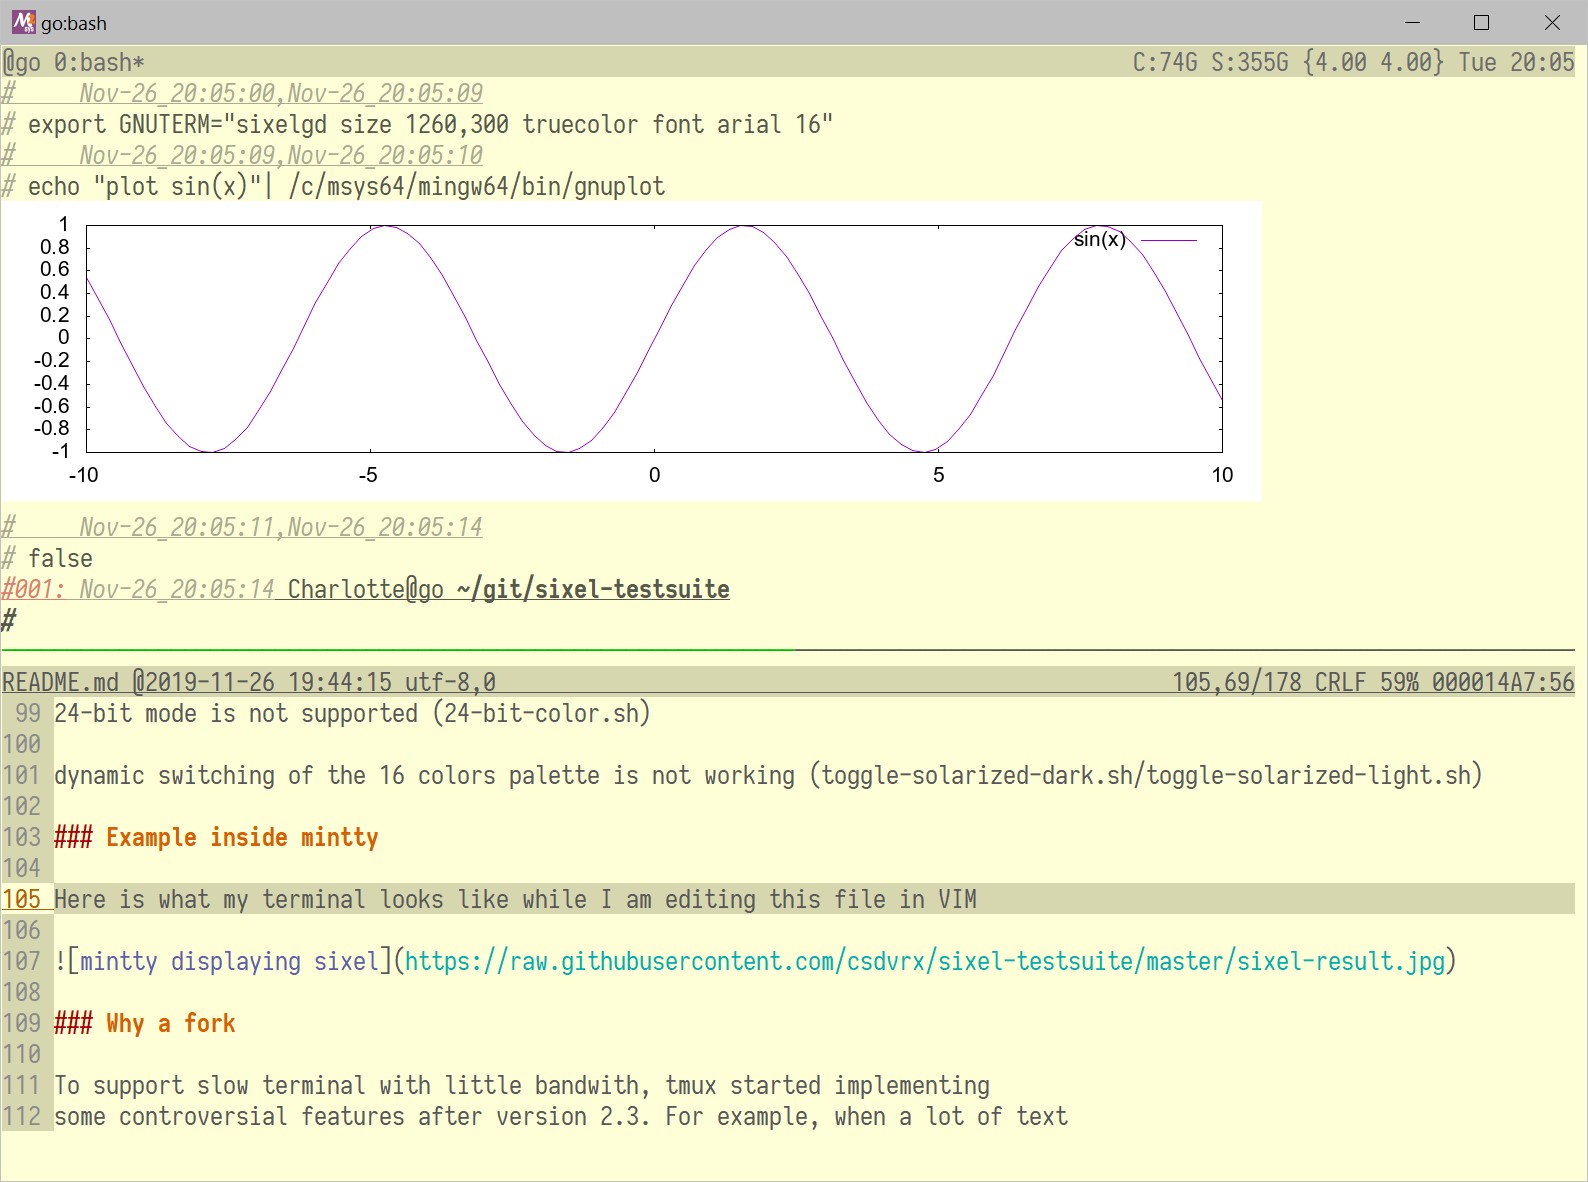 go:bash
@go 0:bash* C:74G S:355G {4.00 4.00} Tue 20:05
# Nov-26_20:05:00,Nov-26_20:05:09
# export GNUTERM="sixelgd size 1260,300 truecolor font arial 16"
# Nov-26_20:05:09,Nov-26_20:05:10
# echo "plot sin(x)"| /c/msys64/mingw64/bin/gnuplot
1
0.8
0.6
0.4
0.2
0
-0.2
-0.4
-0.6
-0.8
-1
sin(x)
-10 -5 0 5 10
# Nov-26_20:05:11,Nov-26_20:05:14
# false
#001: Nov-26_20:05:14 Charlotte@go ~/git/sixel-testsuite
#
README.md @2019-11-26 19:44:15 utf-8,0 105,69/178 CRLF 59% 000014A7:56
99 24-bit mode is not supported (24-bit-color.sh)
100
101 dynamic switching of the 16 colors palette is not working (toggle-solarized-dark.sh/toggle-solarized-light.sh)
102
103 ### Example inside mintty
104
105 Here is what my terminal looks like while I am editing this file in VIM
106
107 ![mintty displaying sixel](https://raw.githubusercontent.com/csdvrx/sixel-testsuite/master/sixel-result.jpg)
108
109 ### Why a fork
110
111 To support slow terminal with little bandwith, tmux started implementing
112 some controversial features after version 2.3. For example, when a lot of text